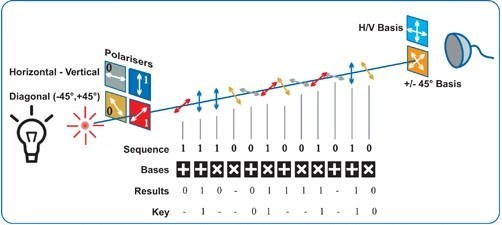 Polarisers
H/V Basis
Horizontal - Vertical
0
1
+/- 45° Basis
Diagonal (-45°,+45°)
0
1
Sequence 1 1 1 0 0 1 0 0 1 0 1 0
Bases + + × × + × + × × × + ×
Results 0 1 0 - 0 1 1 1 1 - 1 0
Key - 1 - - 0 1 - - 1 - 1 0